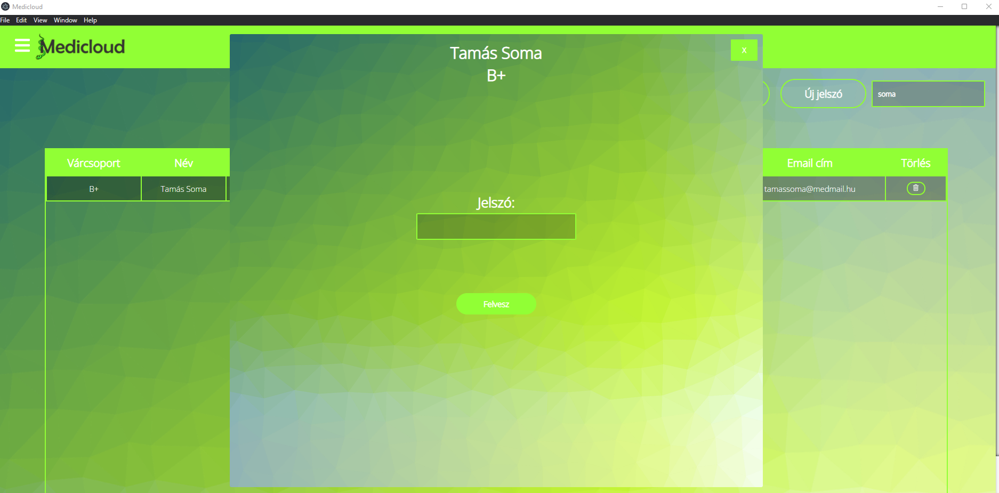 Medicloud
File Edit View Window Help
Medicloud
Tamás Soma
B+
X
Új jelszó
soma
Várcsoport Név Email cím Törlés
B+ Tamás Soma tamassoma@medmail.hu
Jelszó:
Felvesz